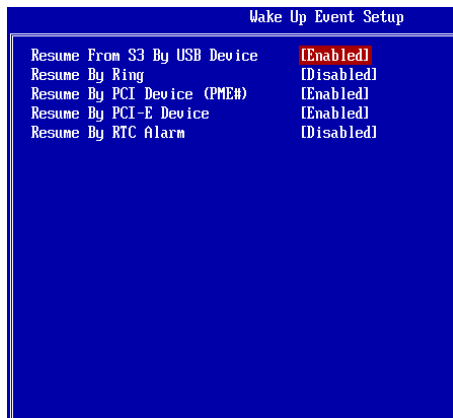 Wake Up Event Setup
Resume From S3 By USB Device [Enabled]
Resume By Ring [Disabled]
Resume By PCI Device (PME#) [Enabled]
Resume By PCI-E Device [Enabled]
Resume By RTC Alarm [Disabled]